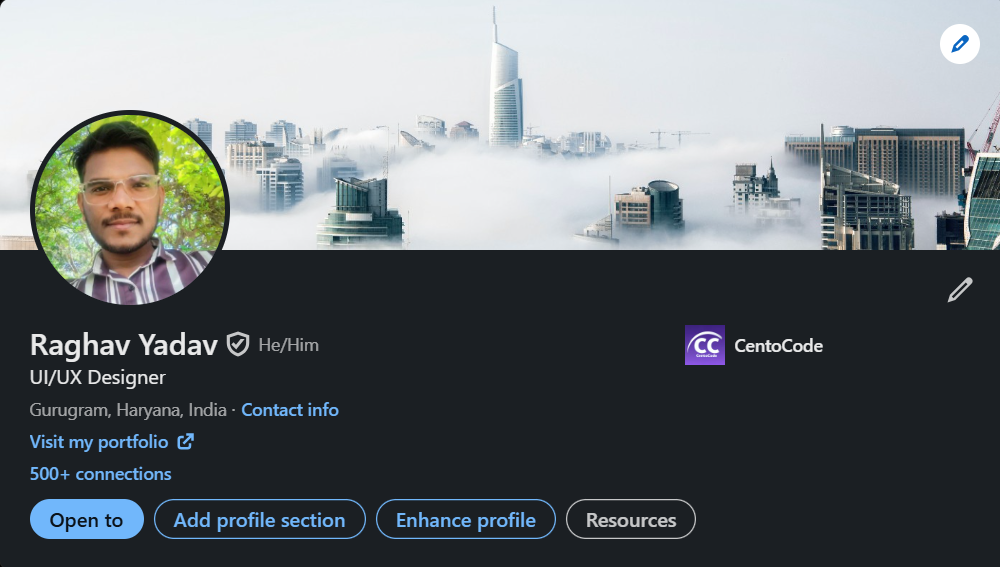 Raghav Yadav He/Him
CC CentoCode
CentoCode
UI/UX Designer
Gurugram, Haryana, India · Contact info
Visit my portfolio
500+ connections
Open to Add profile section Enhance profile Resources